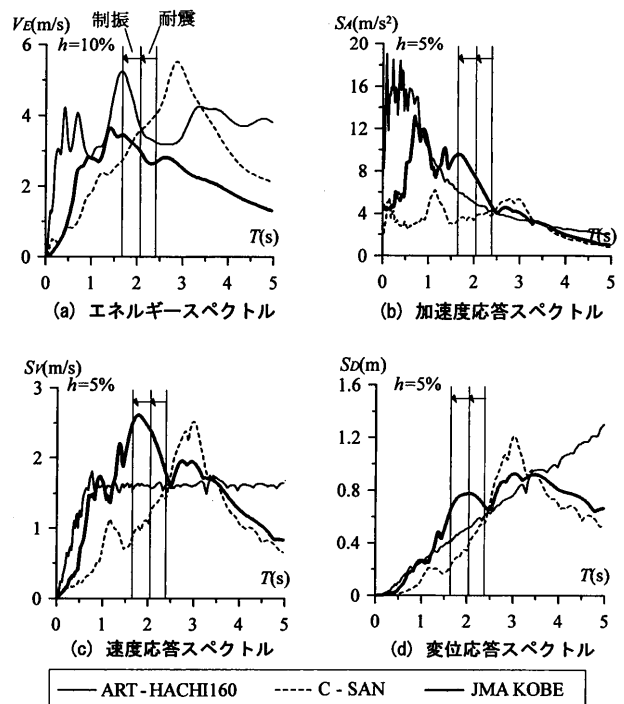 VE(m/s)
制振
耐震
h=10%
6
4
2
0
0
1
2
3
4
5
T(s)
(a) エネルギースペクトル
SA(m/s²)
h=5%
20
16
12
8
4
0
0
1
2
3
4
5
T(s)
(b) 加速度応答スペクトル
SV(m/s)
h=5%
3
2
1
0
0
1
2
3
4
5
T(s)
(c) 速度応答スペクトル
SD(m)
h=5%
1.6
1.2
0.8
0.4
0
0
1
2
3
4
5
T(s)
(d) 変位応答スペクトル
ART-HACHI160
C-SAN
JMA KOBE